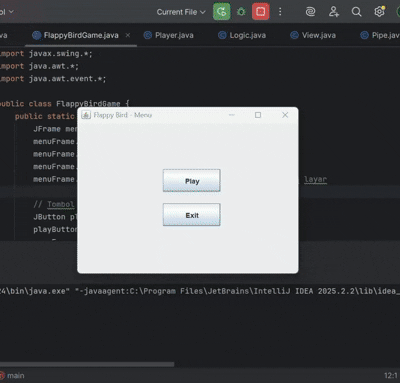 ol
Current File
va
FlappyBirdGame.java
Player.java
Logic.java
View.java
Pipe.jav
import javax.swing.*;
import java.awt.*;
import java.awt.event.*;
public class FlappyBirdGame {
public static
JFrame men
menuFrame.
menuFrame.
menuFrame.
menuFrame. layar
// Tombol
JButton pl
playButton
Flappy Bird - Menu
Play
Exit
24\bin\java.exe" "-javaagent:C:\Program Files\JetBrains\IntelliJ IDEA 2025.2.2\lib\idea_
main
12:1